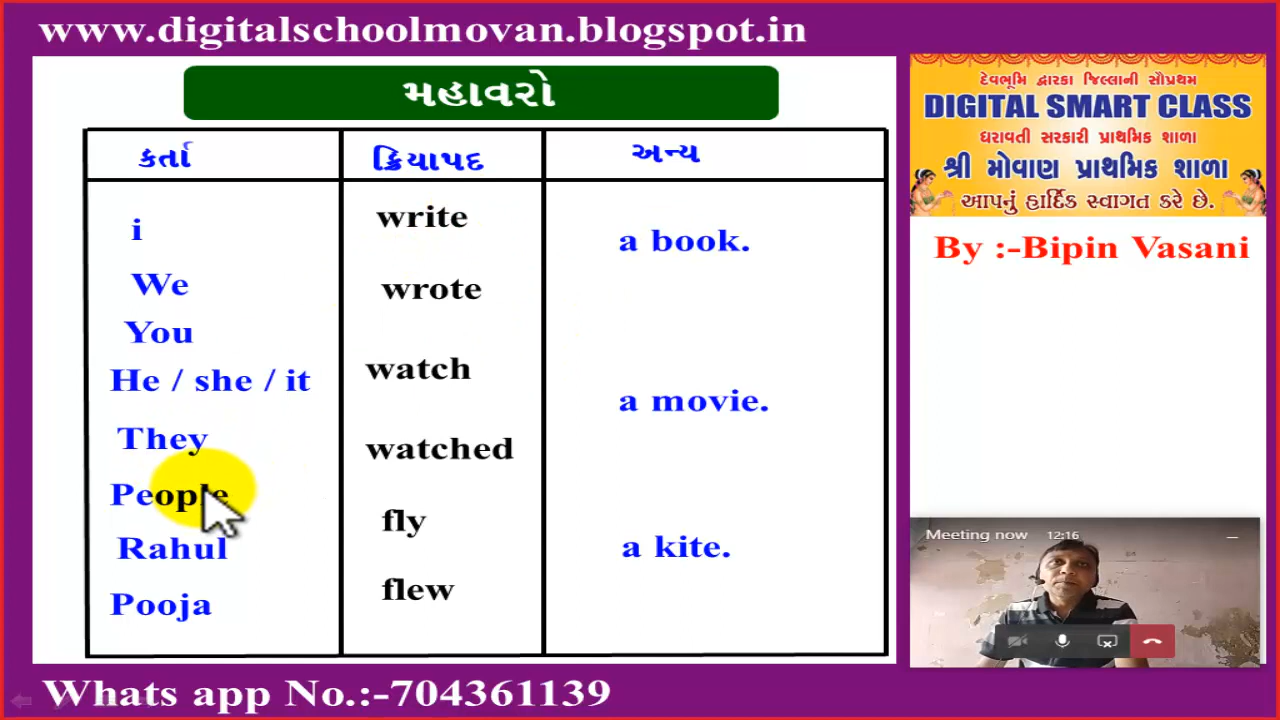 www.digitalschoolmovan.blogspot.in
મહાવરો
કર્તા ક્રિયાપદ અન્ય
i
We
You
He / she / it
They
People
Rahul
Pooja
write
wrote
watch
watched
fly
flew
a book.
a movie.
a kite.
દેવભૂમિ દ્વારકા જિલ્લાની સૌપ્રથમ
DIGITAL SMART CLASS
ધરાવતી સરકારી પ્રાથમિક શાળા
શ્રી મોવાણ પ્રાથમિક શાળા
આપનું હાર્દિક સ્વાગત કરે છે.
By :-Bipin Vasani
Meeting now 12:16
Whats app No.:-704361139